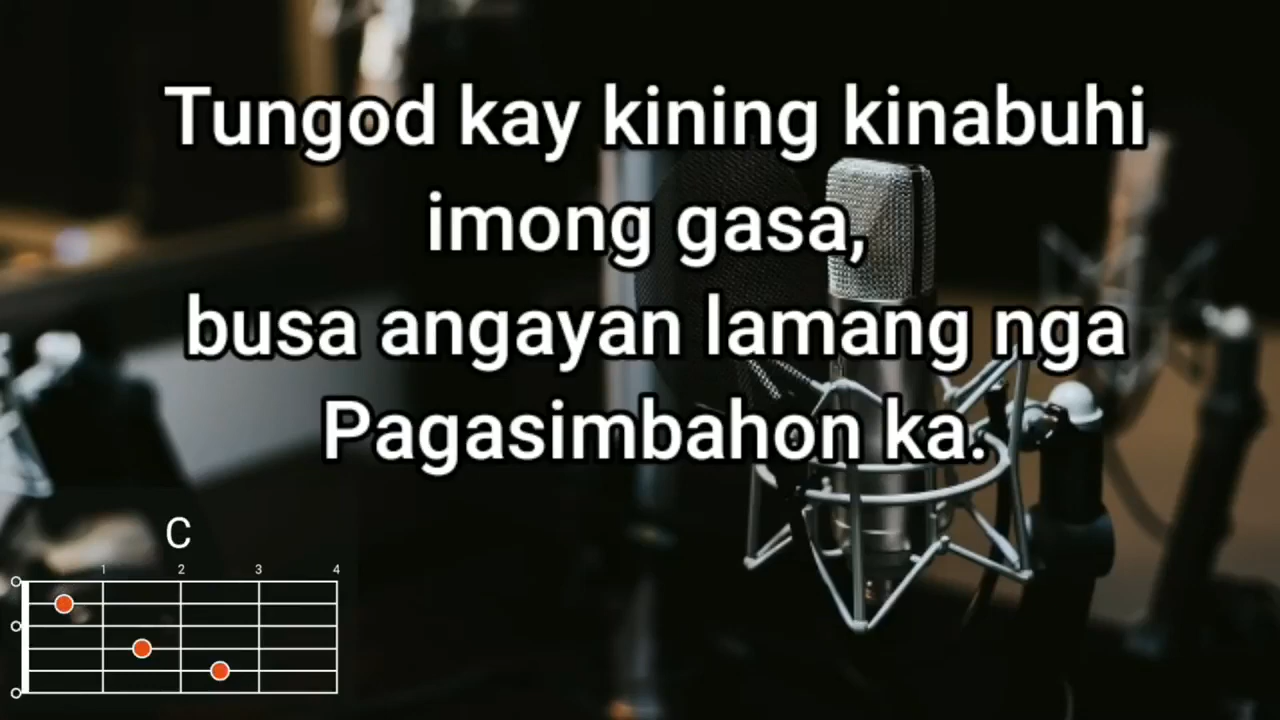 Tungod kay kining kinabuhi
imong gasa,
busa angayan lamang nga
Pagasimbahon ka.
C
1 2 3 4